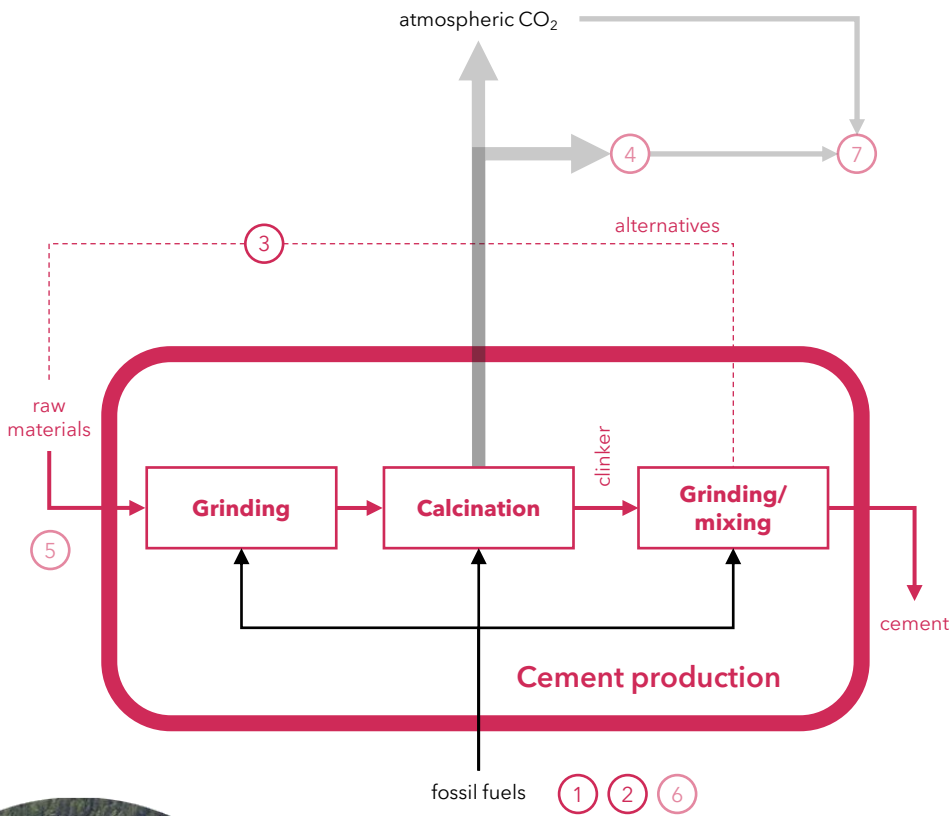 atmospheric CO₂
4
7
alternatives
3
raw
materials
clinker
Grinding
Calcination
Grinding/
mixing
5
cement
Cement production
fossil fuels
1
2
6